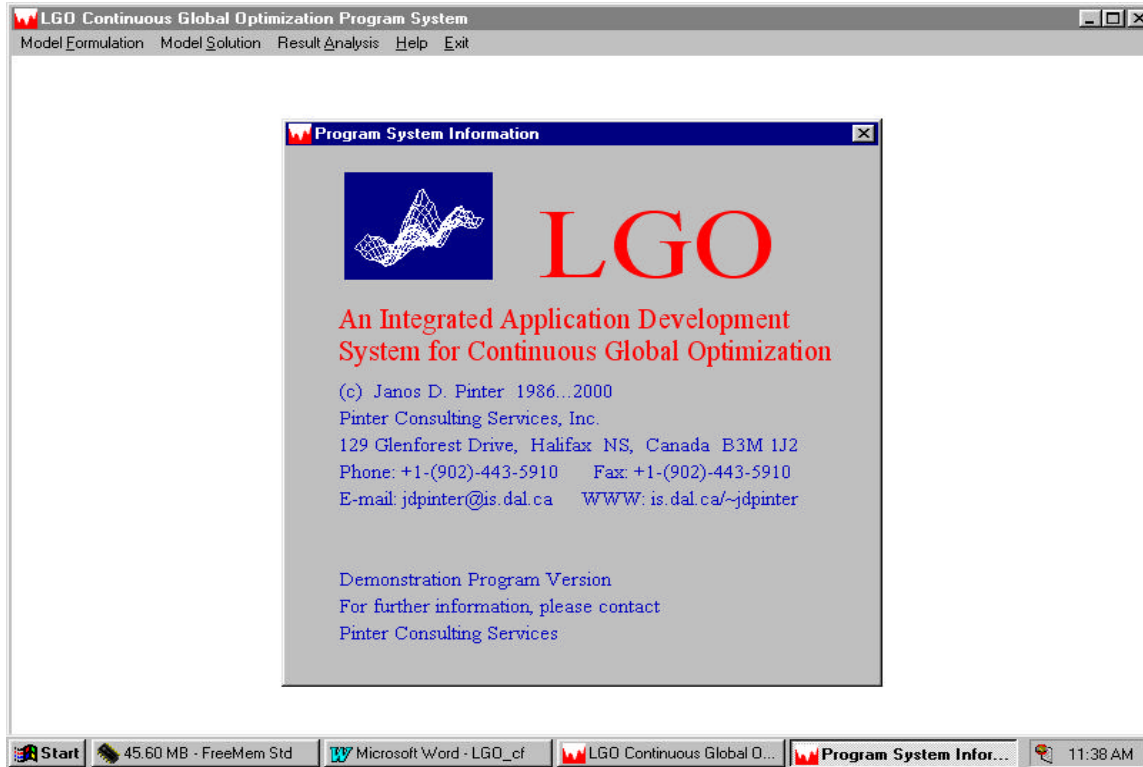 LGO Continuous Global Optimization Program System
Model Formulation Model Solution Result Analysis Help Exit
Program System Information
LGO
An Integrated Application Development
System for Continuous Global Optimization
(c) Janos D. Pinter 1986...2000
Pinter Consulting Services, Inc.
129 Glenforest Drive, Halifax NS, Canada B3M 1J2
Phone: +1-(902)-443-5910 Fax: +1-(902)-443-5910
E-mail: jdpinter@is.dal.ca WWW: is.dal.ca/~jdpinter
Demonstration Program Version
For further information, please contact
Pinter Consulting Services
Start 45.60 MB - FreeMem Std Microsoft Word - LGO_cf LGO Continuous Global O... Program System Infor... 11:38 AM